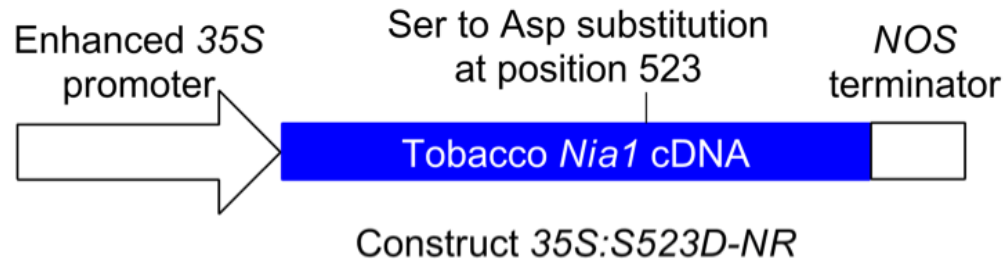 Enhanced 35S
promoter
Ser to Asp substitution
at position 523
NOS
terminator
Tobacco Nia1 cDNA
Construct 35S:S523D-NR